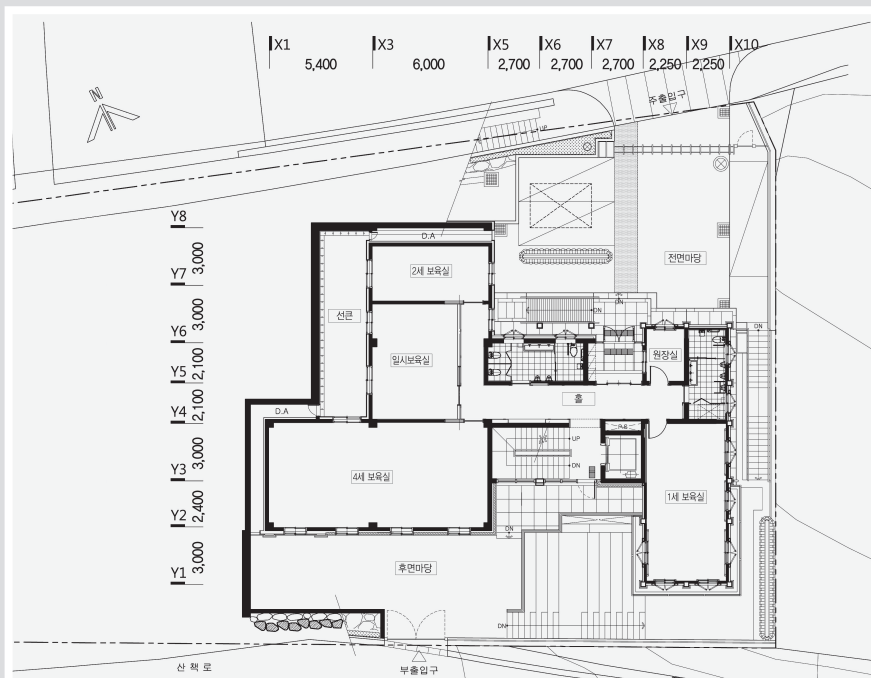 X1 X3 X5 X6 X7 X8 X9 X10
5,400 6,000 2,700 2,700 2,700 2,250 2,250
N
주출입구
UP
Y8
3,000
Y7
3,000
Y6
2,100
Y5
2,100
Y4
3,000
Y3
2,400
Y2
3,000
Y1
D.A
2세 보육실
전면마당
선큰
DN
DN
DN
일시보육실
원장실
홀
D.A
UP
DN
4세 보육실
1세 보육실
DN
후면마당
DN
산책로
부출입구